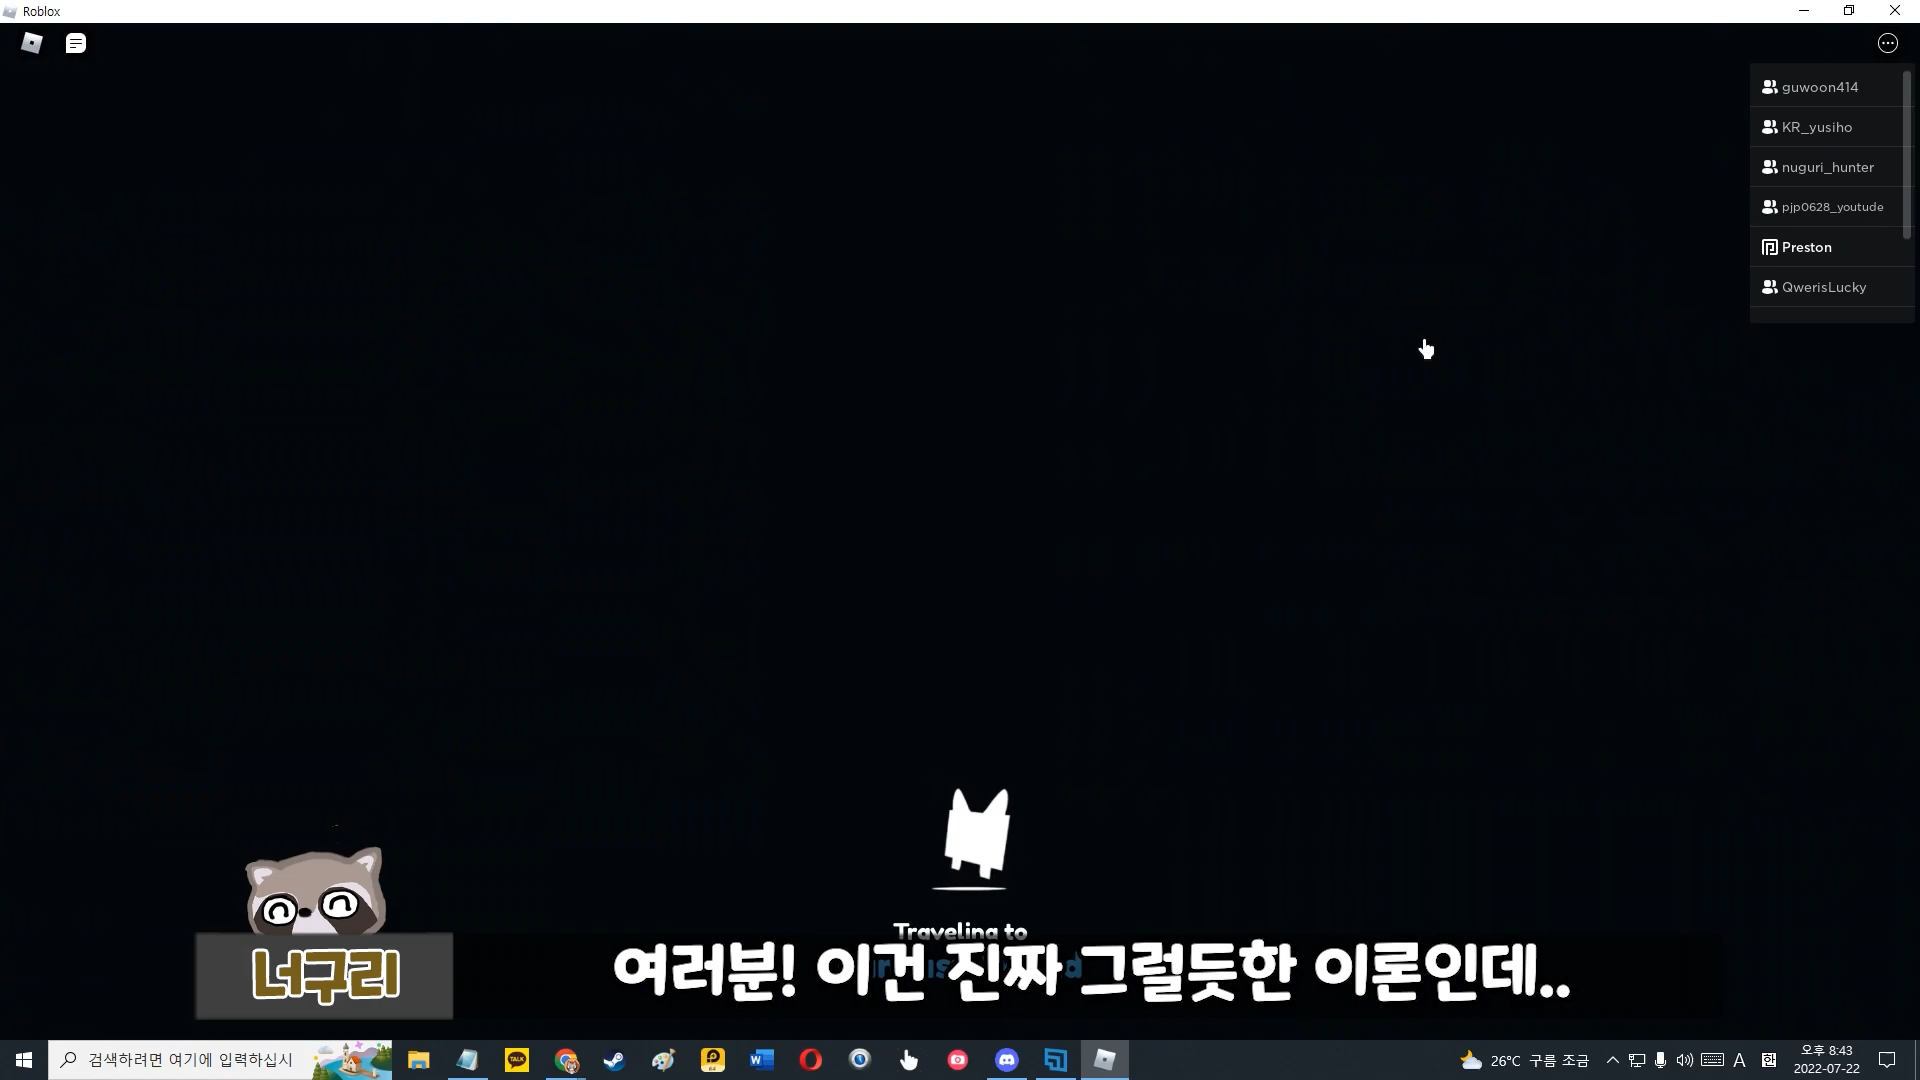 Roblox
guwoon414
KR_yusiho
nuguri_hunter
pjp0628_youtude
Preston
QwerisLucky
Traveling to
너구리
여러분! 이건 진짜 그럴듯한 이론인데..
검색하려면 여기에 입력하십시
TALK
64
W
26°C 구름 조금
A
오후 8:43
2022-07-22